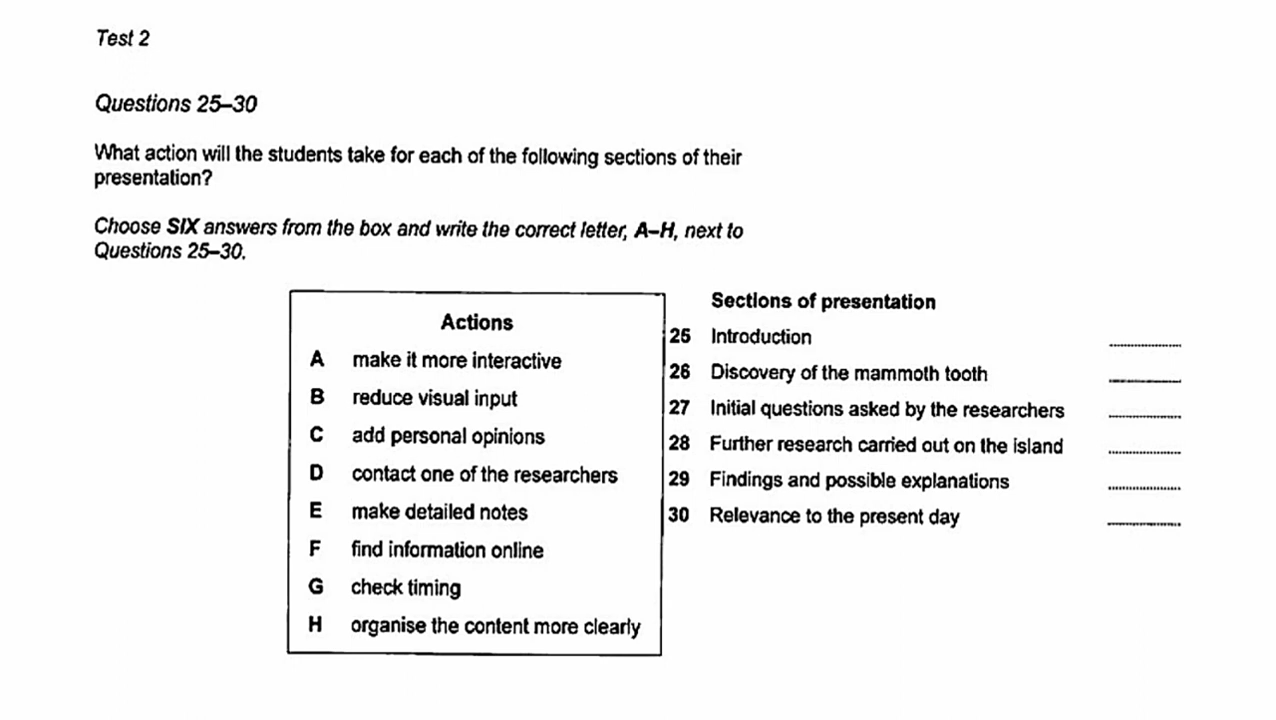 Test 2
Questions 25–30
What action will the students take for each of the following sections of their
presentation?
Choose SIX answers from the box and write the correct letter, A–H, next to
Questions 25–30.
Actions
A make it more interactive
B reduce visual input
C add personal opinions
D contact one of the researchers
E make detailed notes
F find information online
G check timing
H organise the content more clearly
Sections of presentation
25 Introduction ....................
26 Discovery of the mammoth tooth ....................
27 Initial questions asked by the researchers ....................
28 Further research carried out on the island ....................
29 Findings and possible explanations ....................
30 Relevance to the present day ....................